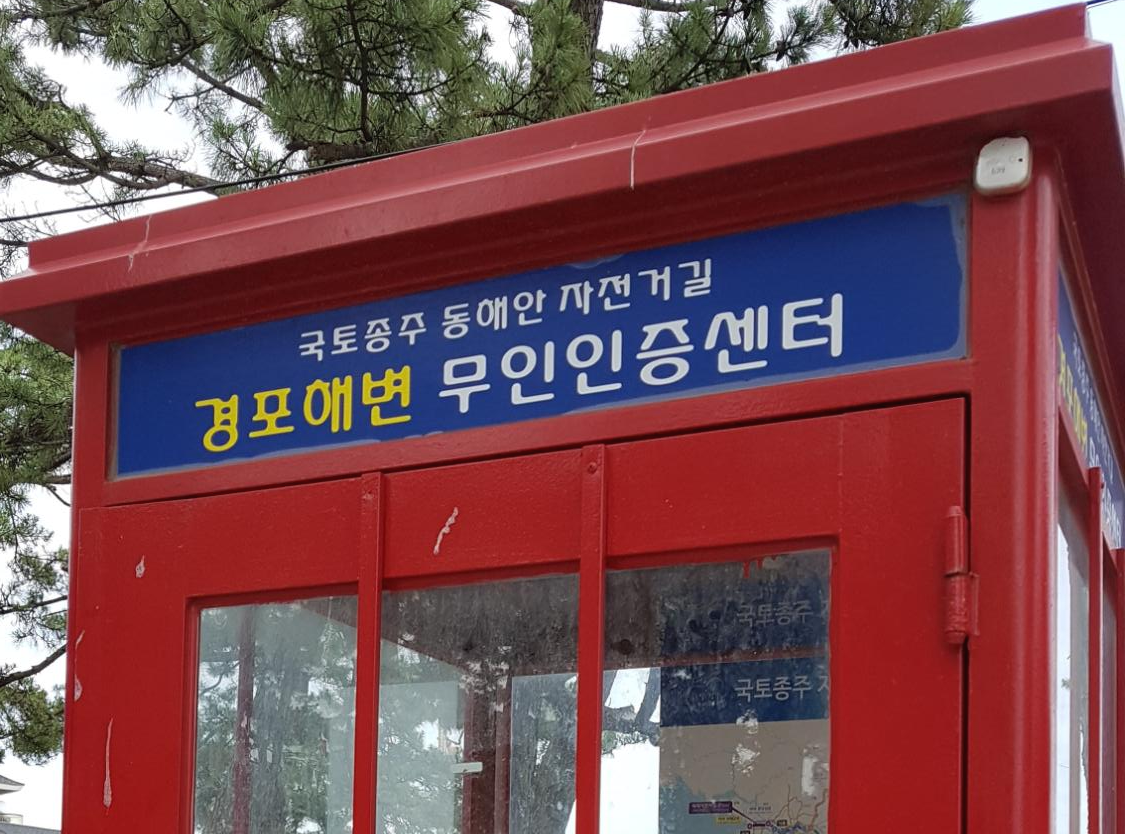 국토종주 동해안 자전거길
경포해변 무인인증센터
국토종주
국토종주